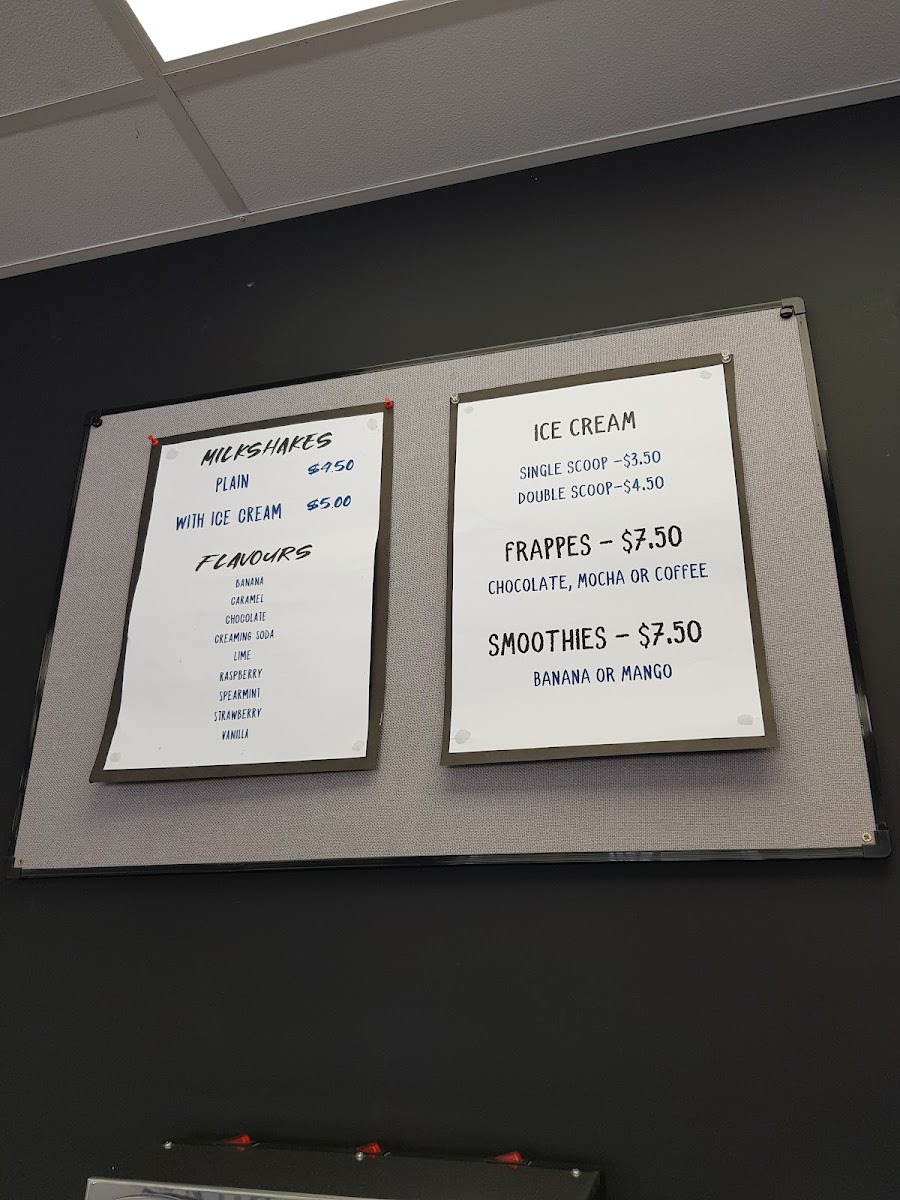 MILKSHAKES
PLAIN $4.50
WITH ICE CREAM $5.00
FLAVOURS
BANANA
CARAMEL
CHOCOLATE
CREAMING SODA
LIME
RASPBERRY
SPEARMINT
STRAWBERRY
VANILLA
ICE CREAM
SINGLE SCOOP -$3.50
DOUBLE SCOOP-$4.50
FRAPPES - $7.50
CHOCOLATE, MOCHA OR COFFEE
SMOOTHIES - $7.50
BANANA OR MANGO